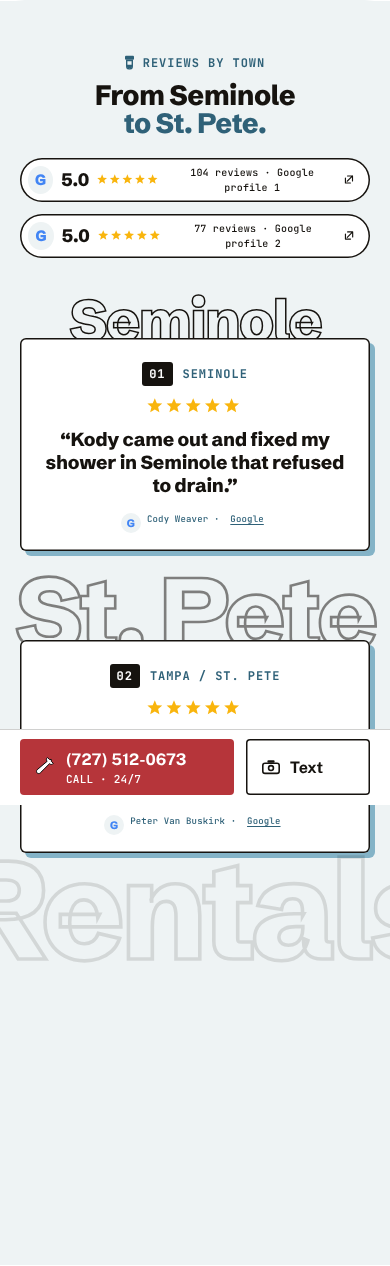 REVIEWS BY TOWN
From Seminole
to St. Pete.
G 5.0 104 reviews · Google
profile 1
G 5.0 77 reviews · Google
profile 2
Seminole
01 SEMINOLE
“Kody came out and fixed my
shower in Seminole that refused
to drain.”
G Cody Weaver · Google
St. Pete
02 TAMPA / ST. PETE
(727) 512-0673
CALL · 24/7
Text
G Peter Van Buskirk · Google
Rentals